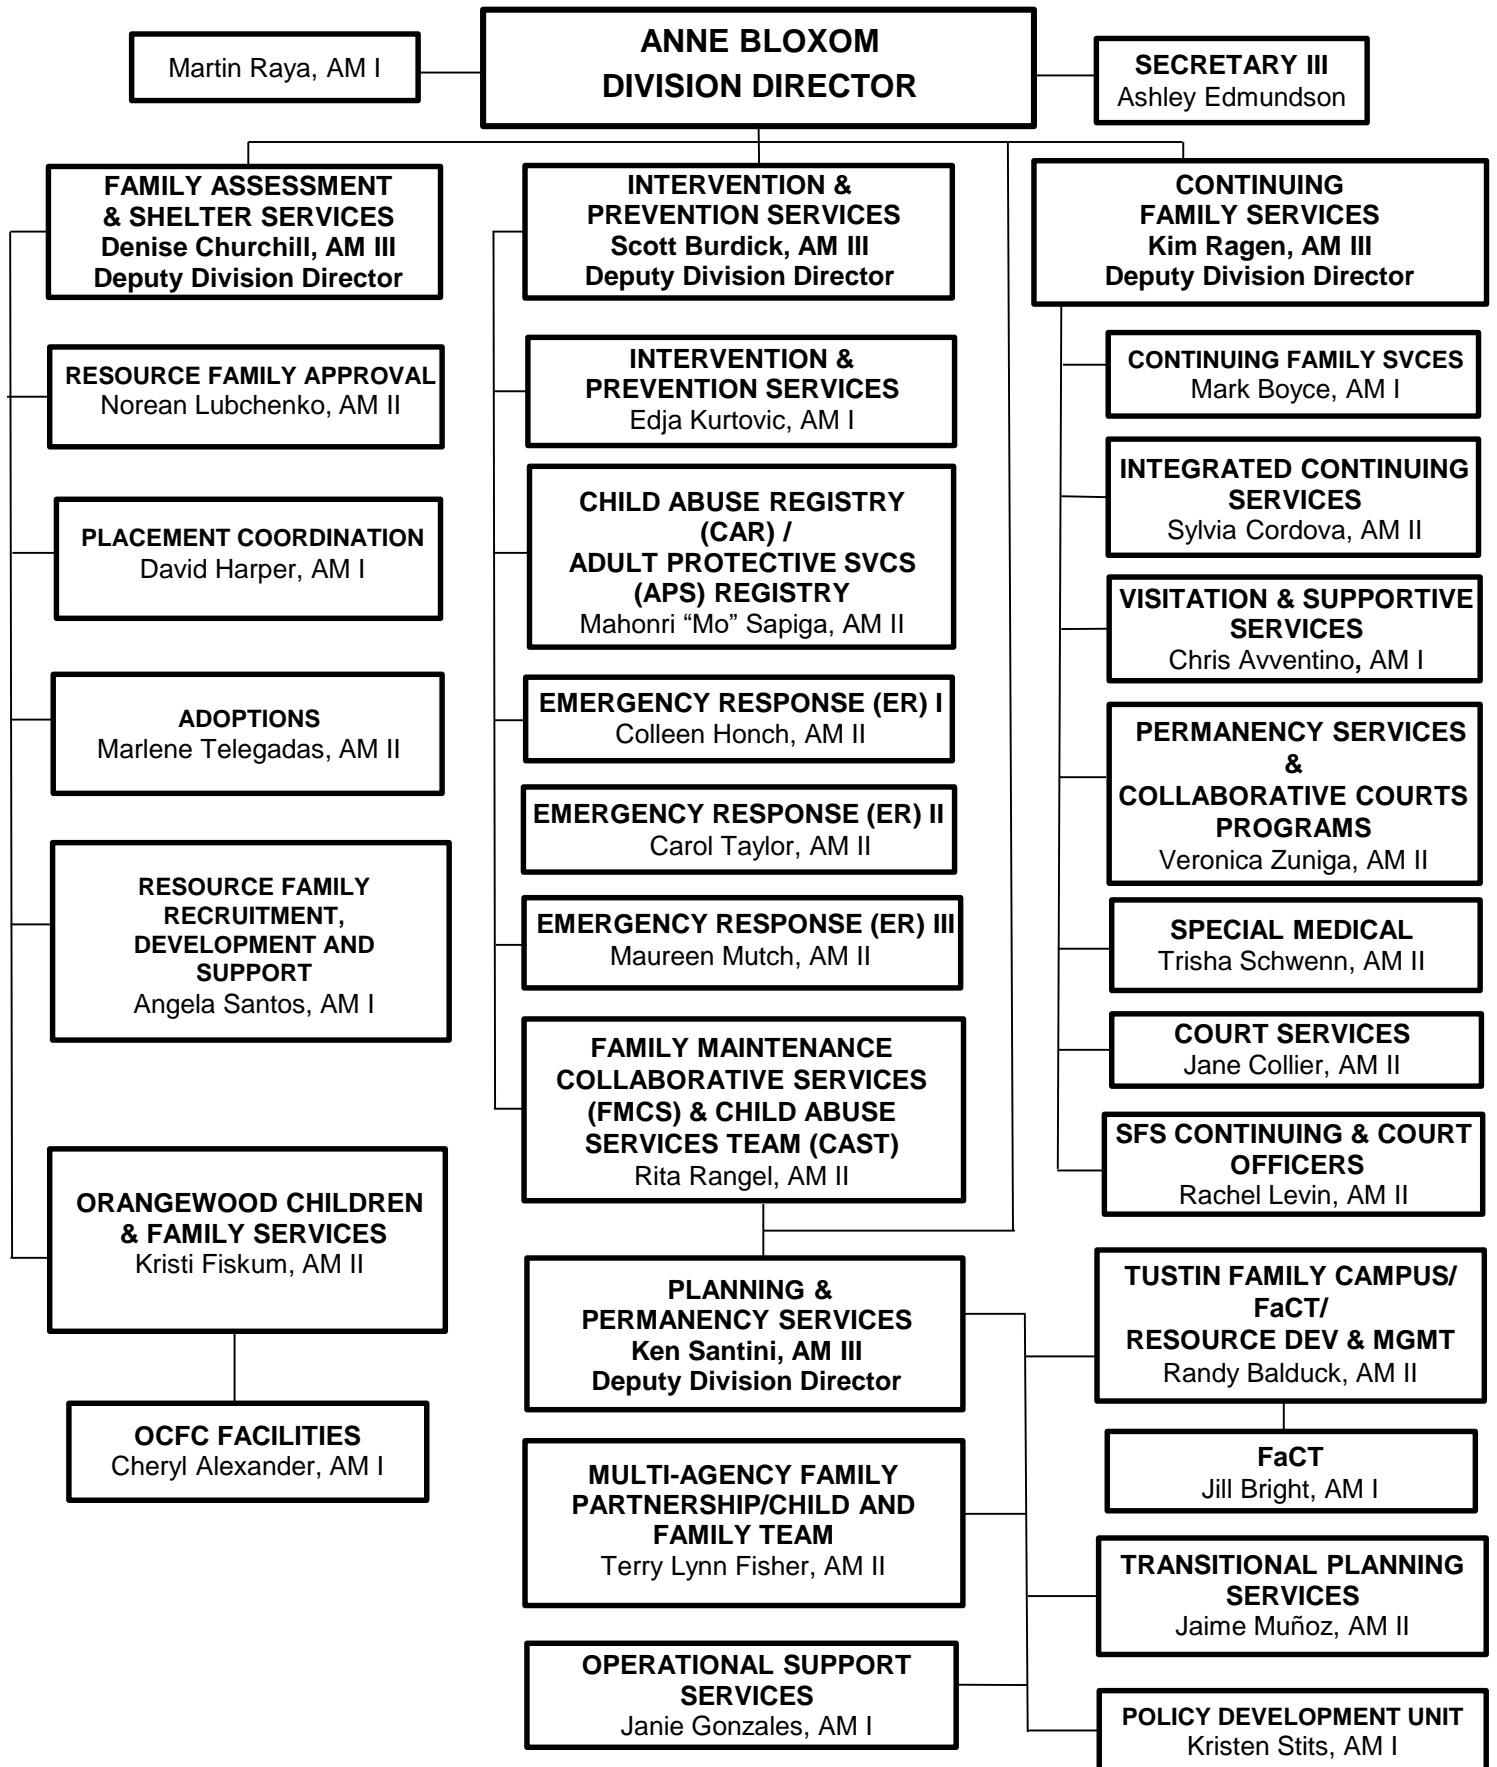 Martin Raya, AM I
ANNE BLOXOM
DIVISION DIRECTOR
SECRETARY III
Ashley Edmundson
FAMILY ASSESSMENT
& SHELTER SERVICES
Denise Churchill, AM III
Deputy Division Director
RESOURCE FAMILY APPROVAL
Norean Lubchenko, AM II
PLACEMENT COORDINATION
David Harper, AM I
ADOPTIONS
Marlene Telegadas, AM II
RESOURCE FAMILY
RECRUITMENT,
DEVELOPMENT AND
SUPPORT
Angela Santos, AM I
ORANGEWOOD CHILDREN
& FAMILY SERVICES
Kristi Fiskum, AM II
OCFC FACILITIES
Cheryl Alexander, AM I
INTERVENTION &
PREVENTION SERVICES
Scott Burdick, AM III
Deputy Division Director
INTERVENTION &
PREVENTION SERVICES
Edja Kurtovic, AM I
CHILD ABUSE REGISTRY
(CAR) /
ADULT PROTECTIVE SVCS
(APS) REGISTRY
Mahonri “Mo” Sapiga, AM II
EMERGENCY RESPONSE (ER) I
Colleen Honch, AM II
EMERGENCY RESPONSE (ER) II
Carol Taylor, AM II
EMERGENCY RESPONSE (ER) III
Maureen Mutch, AM II
FAMILY MAINTENANCE
COLLABORATIVE SERVICES
(FMCS) & CHILD ABUSE
SERVICES TEAM (CAST)
Rita Rangel, AM II
CONTINUING
FAMILY SERVICES
Kim Ragen, AM III
Deputy Division Director
CONTINUING FAMILY SVCES
Mark Boyce, AM I
INTEGRATED CONTINUING
SERVICES
Sylvia Cordova, AM II
VISITATION & SUPPORTIVE
SERVICES
Chris Avventino, AM I
PERMANENCY SERVICES
&
COLLABORATIVE COURTS
PROGRAMS
Veronica Zuniga, AM II
SPECIAL MEDICAL
Trisha Schwenn, AM II
COURT SERVICES
Jane Collier, AM II
SFS CONTINUING & COURT
OFFICERS
Rachel Levin, AM II
PLANNING &
PERMANENCY SERVICES
Ken Santini, AM III
Deputy Division Director
MULTI-AGENCY FAMILY
PARTNERSHIP/CHILD AND
FAMILY TEAM
Terry Lynn Fisher, AM II
OPERATIONAL SUPPORT
SERVICES
Janie Gonzales, AM I
TUSTIN FAMILY CAMPUS/
FaCT/
RESOURCE DEV & MGMT
Randy Balduck, AM II
FaCT
Jill Bright, AM I
TRANSITIONAL PLANNING
SERVICES
Jaime Muñoz, AM II
POLICY DEVELOPMENT UNIT
Kristen Stits, AM I